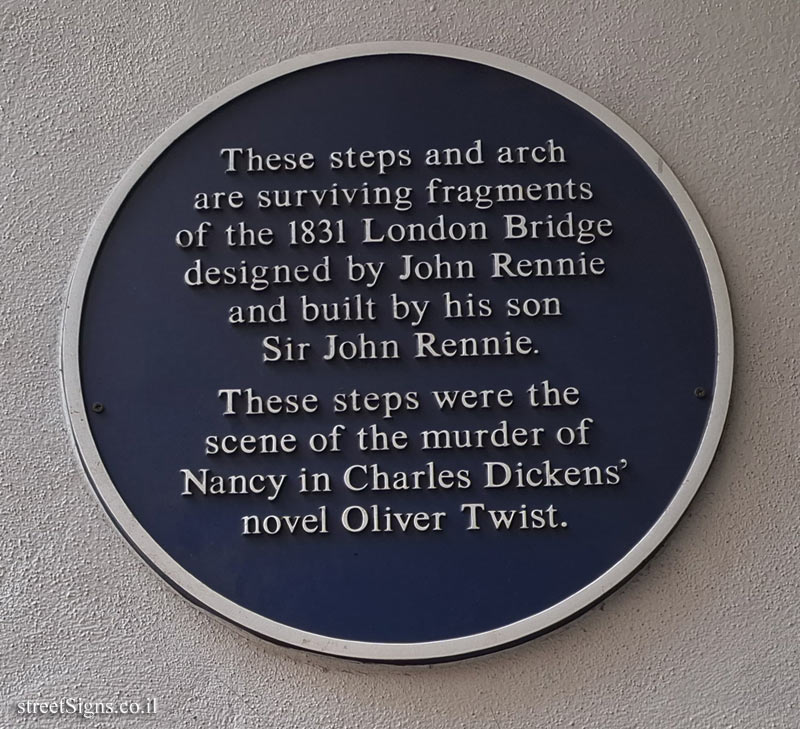 These steps and arch
are surviving fragments
of the 1831 London Bridge
designed by John Rennie
and built by his son
Sir John Rennie.
These steps were the
scene of the murder of
Nancy in Charles Dickens’
novel Oliver Twist.
streetSigns.co.il